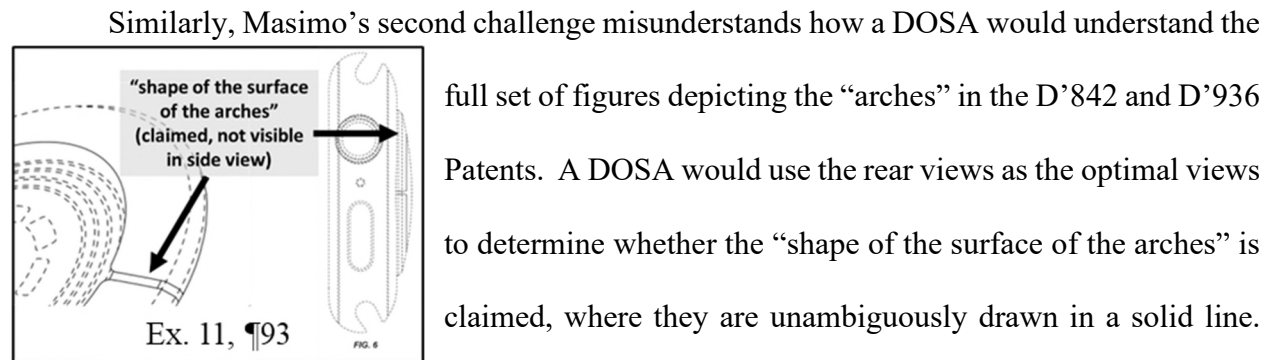 Similarly, Masimo’s second challenge misunderstands how a DOSA would understand the
“shape of the surface
of the arches”
(claimed, not visible
in side view)
Ex. 11, ¶93
FIG. 6
full set of figures depicting the “arches” in the D’842 and D’936
Patents. A DOSA would use the rear views as the optimal views
to determine whether the “shape of the surface of the arches” is
claimed, where they are unambiguously drawn in a solid line.